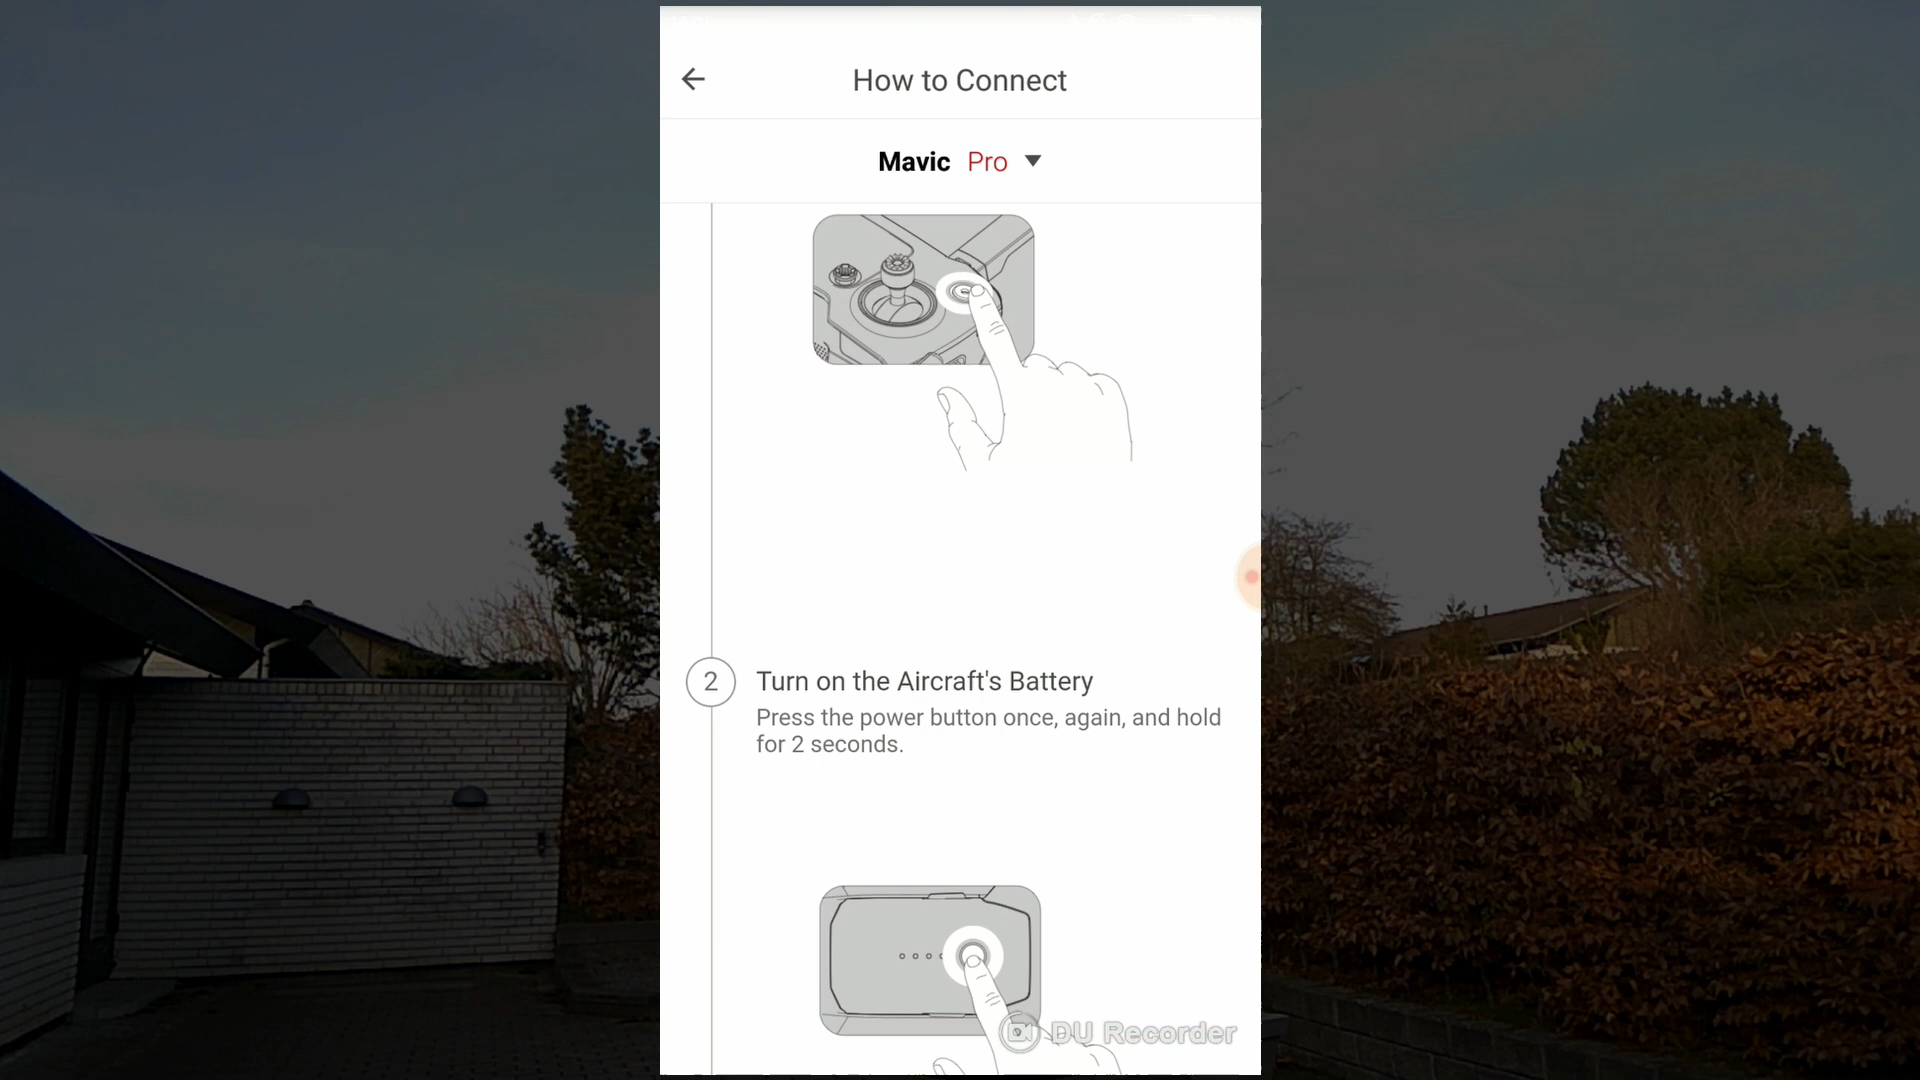 How to Connect
Mavic Pro
2
Turn on the Aircraft's Battery
Press the power button once, again, and hold
for 2 seconds.
DU Recorder